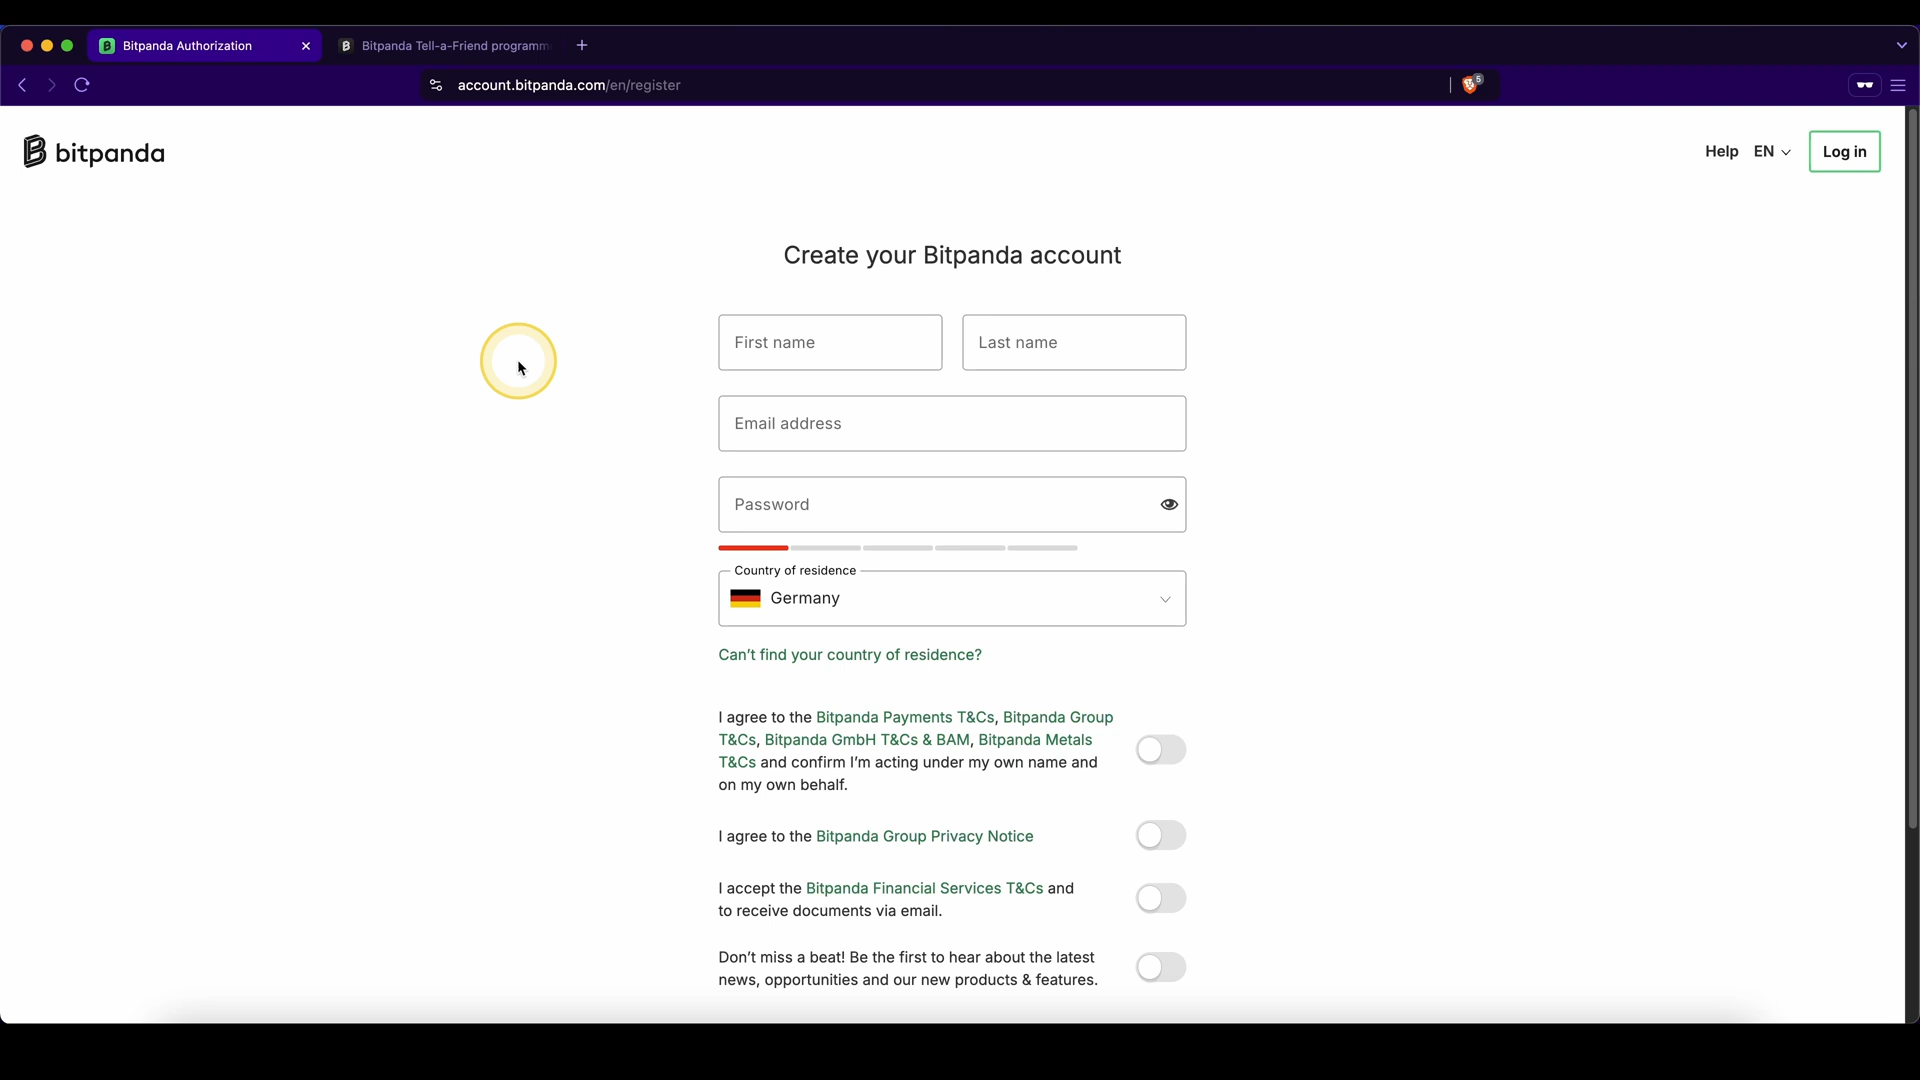 Bitpanda Authorization
Bitpanda Tell-a-Friend programm
account.bitpanda.com/en/register
5
bitpanda
Help EN Log in
Create your Bitpanda account
First name
Last name
Email address
Password
Country of residence
Germany
Can't find your country of residence?
I agree to the Bitpanda Payments T&Cs, Bitpanda Group
T&Cs, Bitpanda GmbH T&Cs & BAM, Bitpanda Metals
T&Cs and confirm I'm acting under my own name and
on my own behalf.
I agree to the Bitpanda Group Privacy Notice
I accept the Bitpanda Financial Services T&Cs and
to receive documents via email.
Don't miss a beat! Be the first to hear about the latest
news, opportunities and our new products & features.